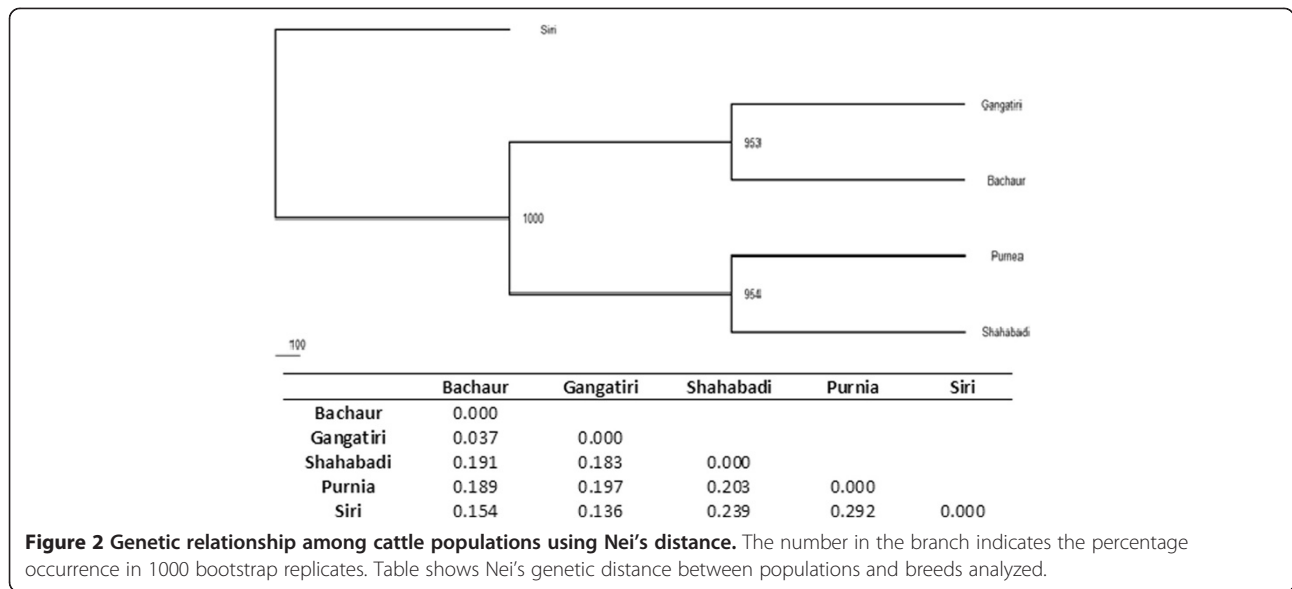 Siri
Gangatiri
953
Bachaur
1000
Purnea
954
Shahabadi
100
Bachaur Gangatiri Shahabadi Purnia Siri
Bachaur 0.000
Gangatiri 0.037 0.000
Shahabadi 0.191 0.183 0.000
Purnia 0.189 0.197 0.203 0.000
Siri 0.154 0.136 0.239 0.292 0.000
Figure 2 Genetic relationship among cattle populations using Nei's distance. The number in the branch indicates the percentage
occurrence in 1000 bootstrap replicates. Table shows Nei's genetic distance between populations and breeds analyzed.